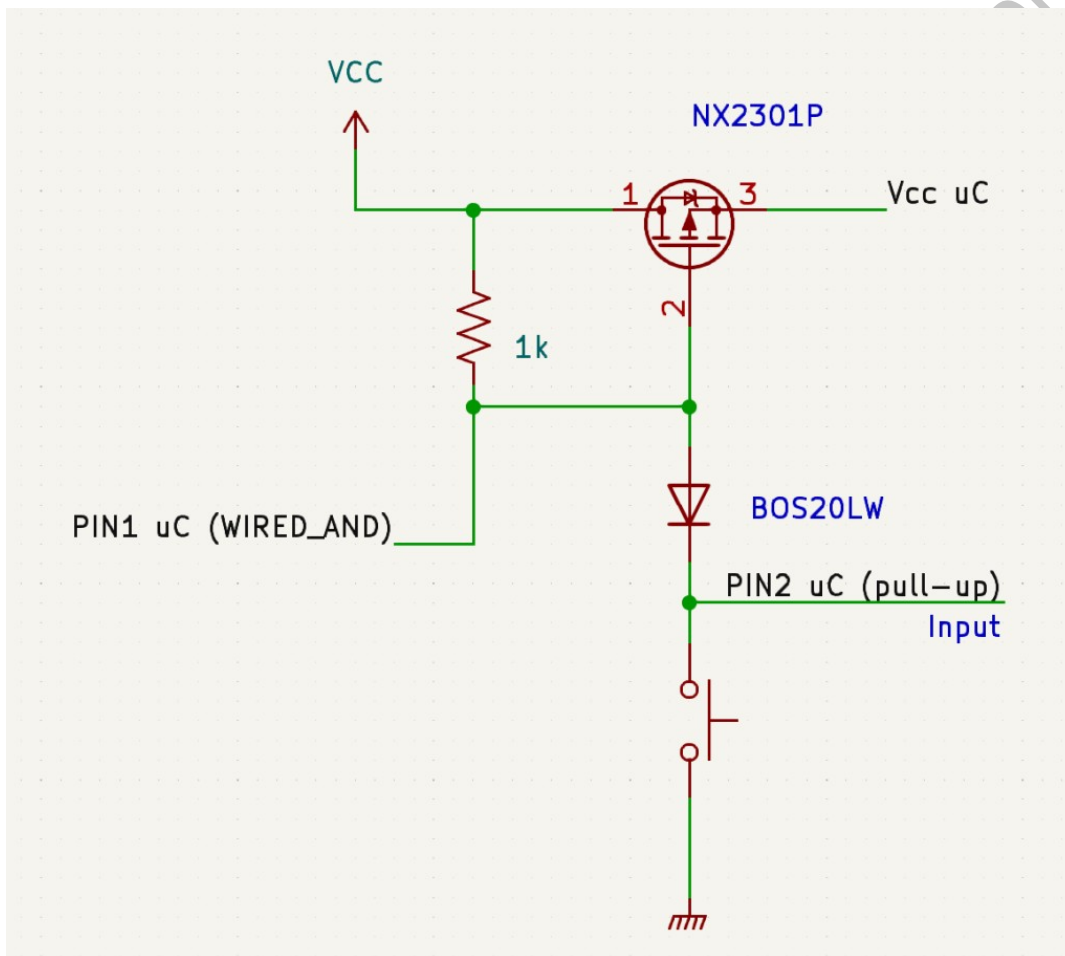 VCC
NX2301P
1
3
Vcc uC
2
1k
BOS20LW
PIN1 uC (WIRED_AND)
PIN2 uC (pull-up)
Input